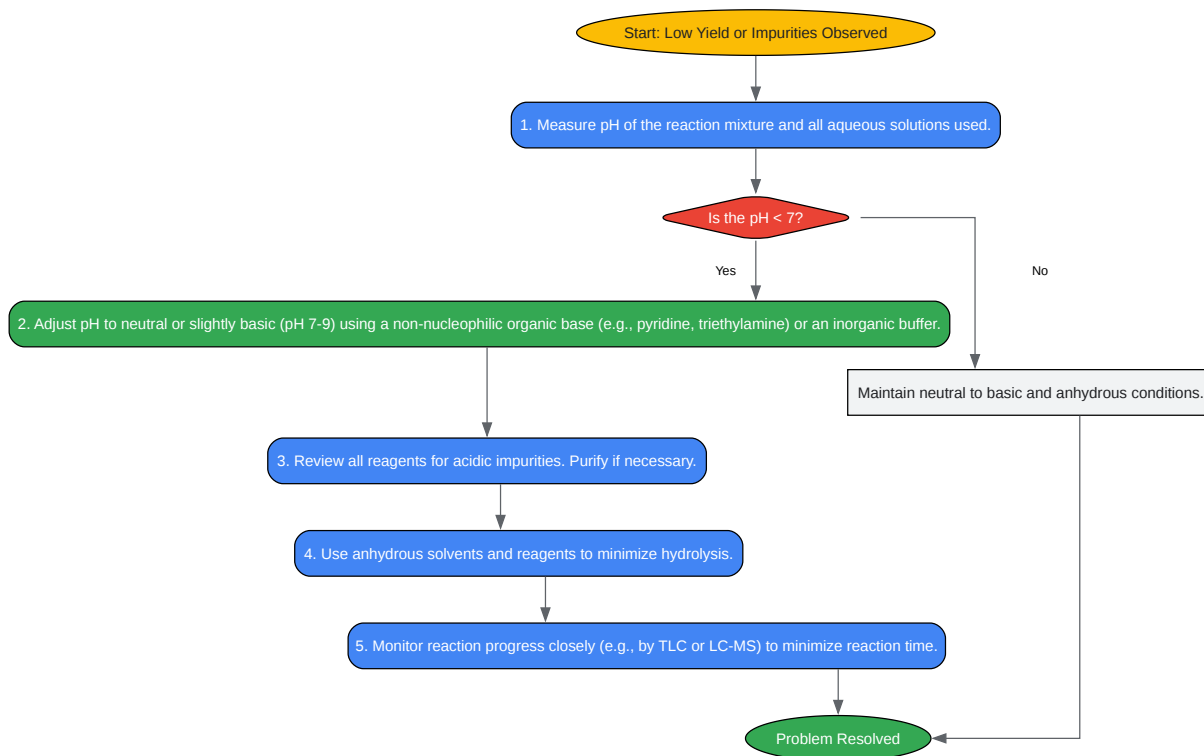 Start: Low Yield or Impurities Observed
1. Measure pH of the reaction mixture and all aqueous solutions used.
Is the pH < 7?
Yes
No
2. Adjust pH to neutral or slightly basic (pH 7-9) using a non-nucleophilic organic base (e.g., pyridine, triethylamine) or an inorganic buffer.
Maintain neutral to basic and anhydrous conditions.
3. Review all reagents for acidic impurities. Purify if necessary.
4. Use anhydrous solvents and reagents to minimize hydrolysis.
5. Monitor reaction progress closely (e.g., by TLC or LC-MS) to minimize reaction time.
Problem Resolved